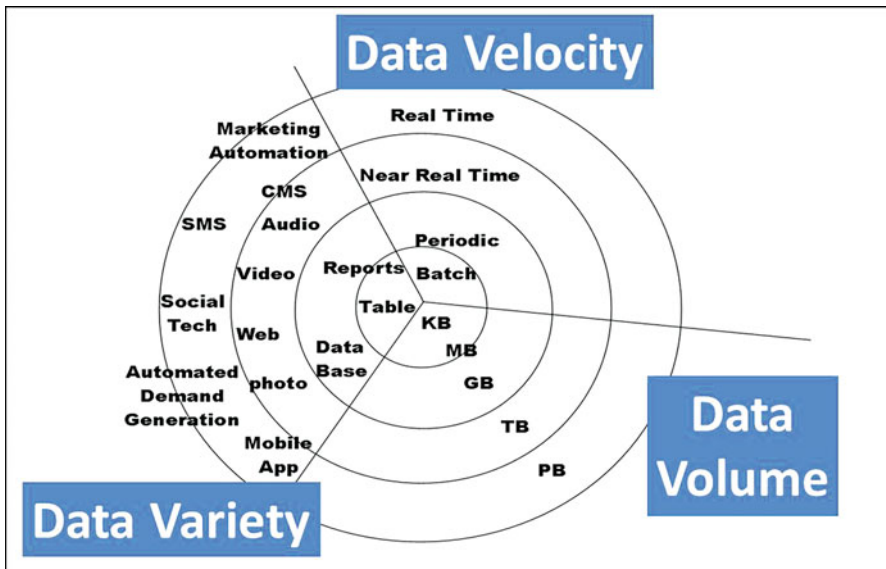 Data Velocity
Real Time
Marketing
Automation
Near Real Time
CMS
SMS
Audio
Periodic
Reports
Batch
Video
Social
Tech
Table
KB
Web
Data
Base
MB
GB
Automated
Demand
Generation
photo
TB
Mobile
App
PB
Data
Volume
Data Variety